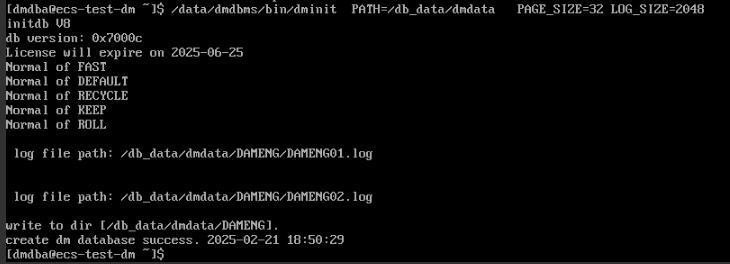 [dmdba@ecs-test-dm ~]$ /data/dmdbms/bin/dminit  PATH=/db_data/dmdata   PAGE_SIZE=32 LOG_SIZE=2048
initdb V8
db version: 0x7000c
License will expire on 2025-06-25
Normal of FAST
Normal of DEFAULT
Normal of RECYCLE
Normal of KEEP
Normal of ROLL
log file path: /db_data/dmdata/DAMENG/DAMENG01.log
log file path: /db_data/dmdata/DAMENG/DAMENG02.log
write to dir [/db_data/dmdata/DAMENG].
create dm database success. 2025-02-21 18:50:29
[dmdba@ecs-test-dm ~]$